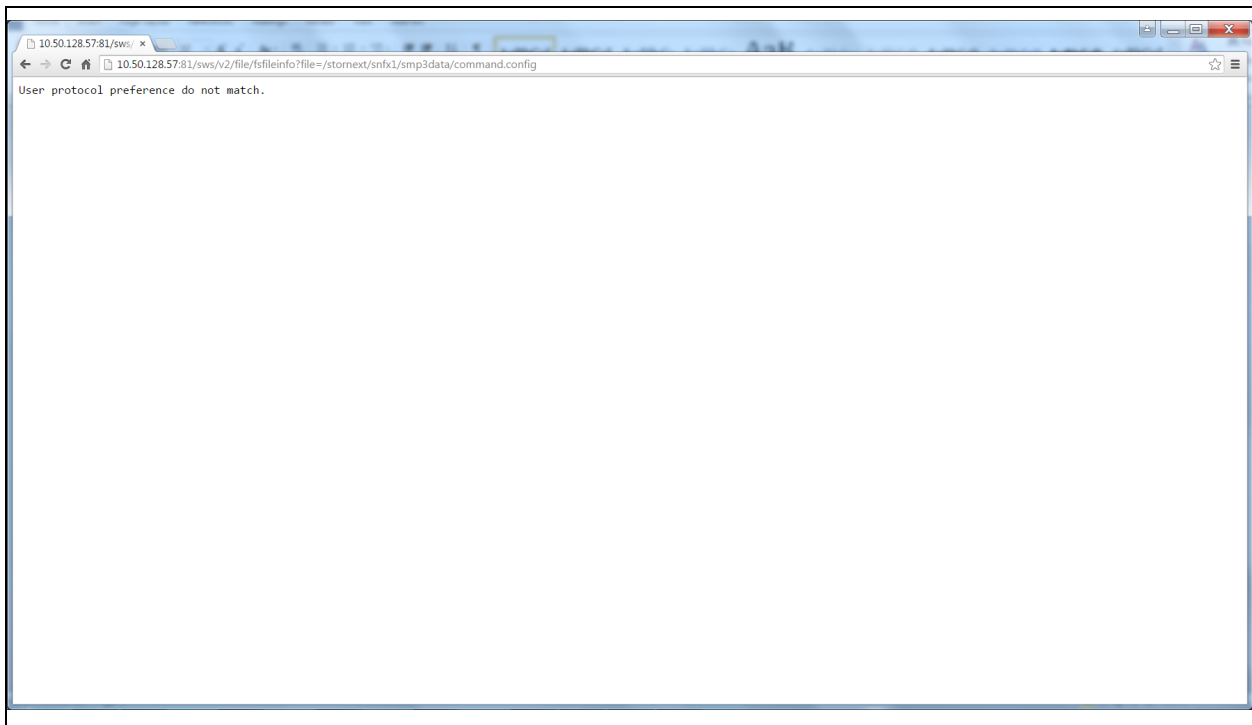 10.50.128.57:81/sws/
10.50.128.57:81/sws/v2/file/fsfileinfo?file=/stornext/snfx1/smp3data/command.config
User protocol preference do not match.